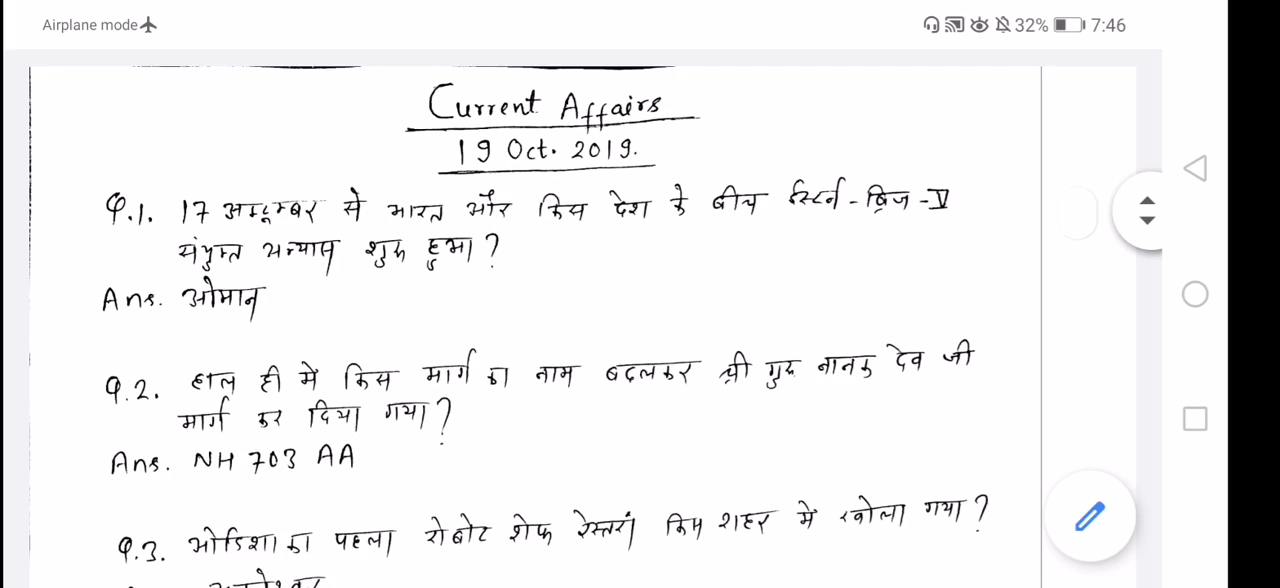 Airplane mode
32% 7:46
Current Affairs
19 Oct. 2019.
Q.1. 17 अक्टूम्बर से भारत और किस देश के बीच ईस्टर्न-ब्रिज-V
संयुक्त अभ्यास शुरू हुआ?
Ans. ओमान
Q.2. हाल ही में किस मार्ग का नाम बदलकर श्री गुरु नानक देव जी
मार्ग कर दिया गया?
Ans. NH 703 AA
Q.3. ओडिशा का पहला रोबोट शेफ रेस्तरां किस शहर में खोला गया?